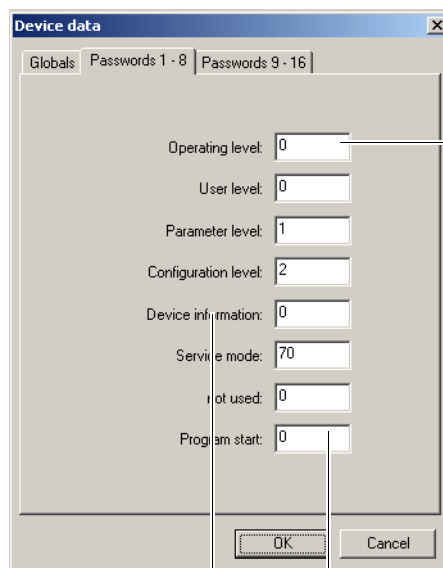 Device data
Globals Passwords 1 - 8 Passwords 9 - 16
Operating level: 0
User level: 0
Parameter level: 1
Configuration level: 2
Device information: 0
Service mode: 70
not used: 0
Program start: 0
OK Cancel